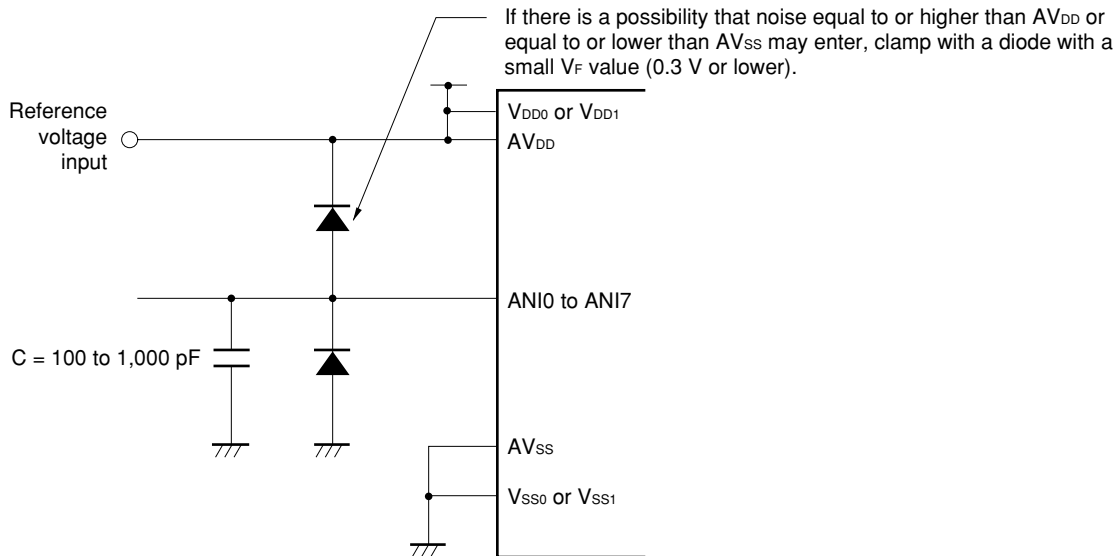 If there is a possibility that noise equal to or higher than AVDD or
equal to or lower than AVSS may enter, clamp with a diode with a
small VF value (0.3 V or lower).
Reference
voltage
input
VDD0 or VDD1
AVDD
ANI0 to ANI7
C = 100 to 1,000 pF
AVSS
VSS0 or VSS1